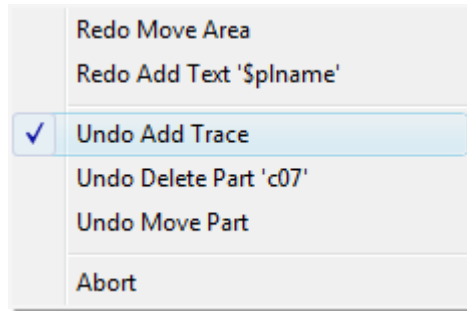 Redo Move Area
Redo Add Text '$plname'
Undo Add Trace
Undo Delete Part 'c07'
Undo Move Part
Abort